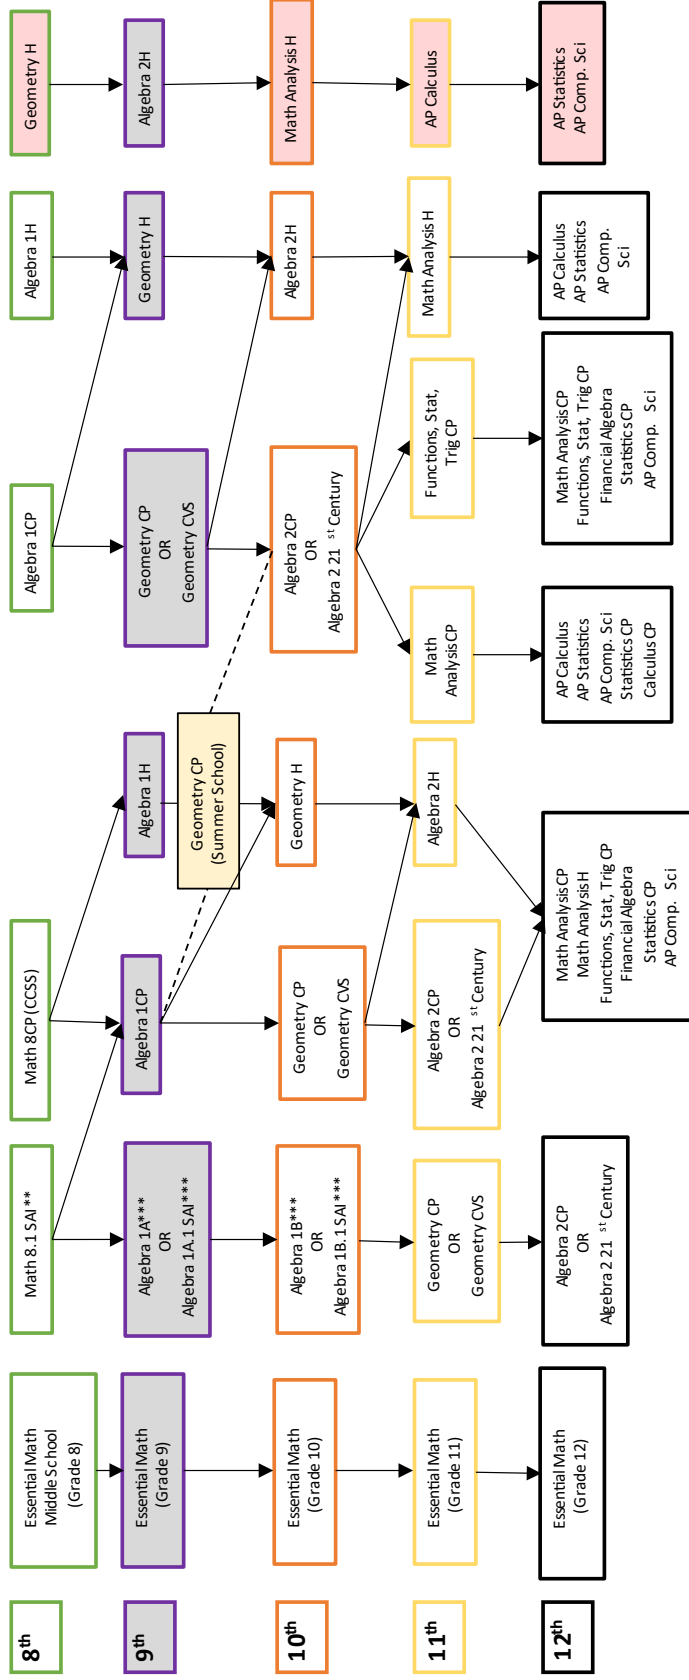 8th
Essential Math
Middle School
(Grade 8)
Math 8.1 SAI**
Math 8CP (CCSS)
Algebra 1CP
Algebra 1H
Geometry H
9th
Essential Math
(Grade 9)
Algebra 1A***
OR
Algebra 1A.1 SAI***
Algebra 1CP
Algebra 1H
Geometry CP
OR
Geometry CVS
Geometry H
Algebra 2H
Geometry CP
(Summer School)
10th
Essential Math
(Grade 10)
Algebra 1B***
OR
Algebra 1B.1 SAI***
Geometry CP
OR
Geometry CVS
Geometry H
Algebra 2CP
OR
Algebra 2 21st Century
Algebra 2H
Math Analysis H
11th
Essential Math
(Grade 11)
Geometry CP
OR
Geometry CVS
Algebra 2CP
OR
Algebra 2 21st Century
Algebra 2H
Math
Analysis CP
Functions, Stat,
Trig CP
Math Analysis H
AP Calculus
12th
Essential Math
(Grade 12)
Algebra 2CP
OR
Algebra 2 21st Century
Math Analysis CP
Math Analysis H
Functions, Stat, Trig CP
Financial Algebra
Statistics CP
AP Comp. Sci
AP Calculus
AP Statistics
AP Comp. Sci
Statistics CP
Calculus CP
Math Analysis CP
Functions, Stat, Trig CP
Financial Algebra
Statistics CP
AP Comp. Sci
AP Calculus
AP Statistics
AP Comp.
Sci
AP Statistics
AP Comp. Sci